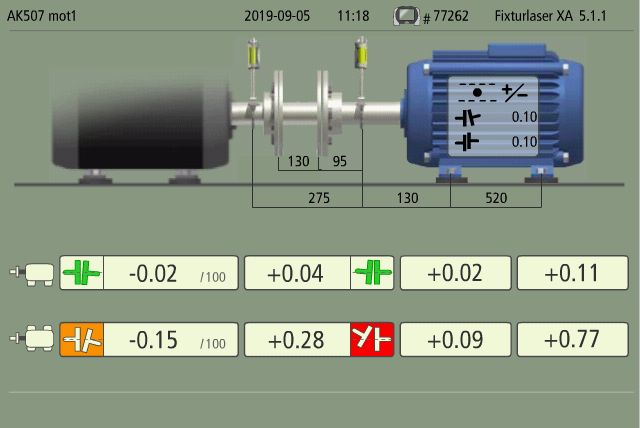 AK507 mot1 2019-09-05 11:18 # 77262 Fixturlaser XA 5.1.1
+/-
0.10
0.10
130 95
275 130 520
-0.02 /100 +0.04 +0.02 +0.11
-0.15 /100 +0.28 +0.09 +0.77